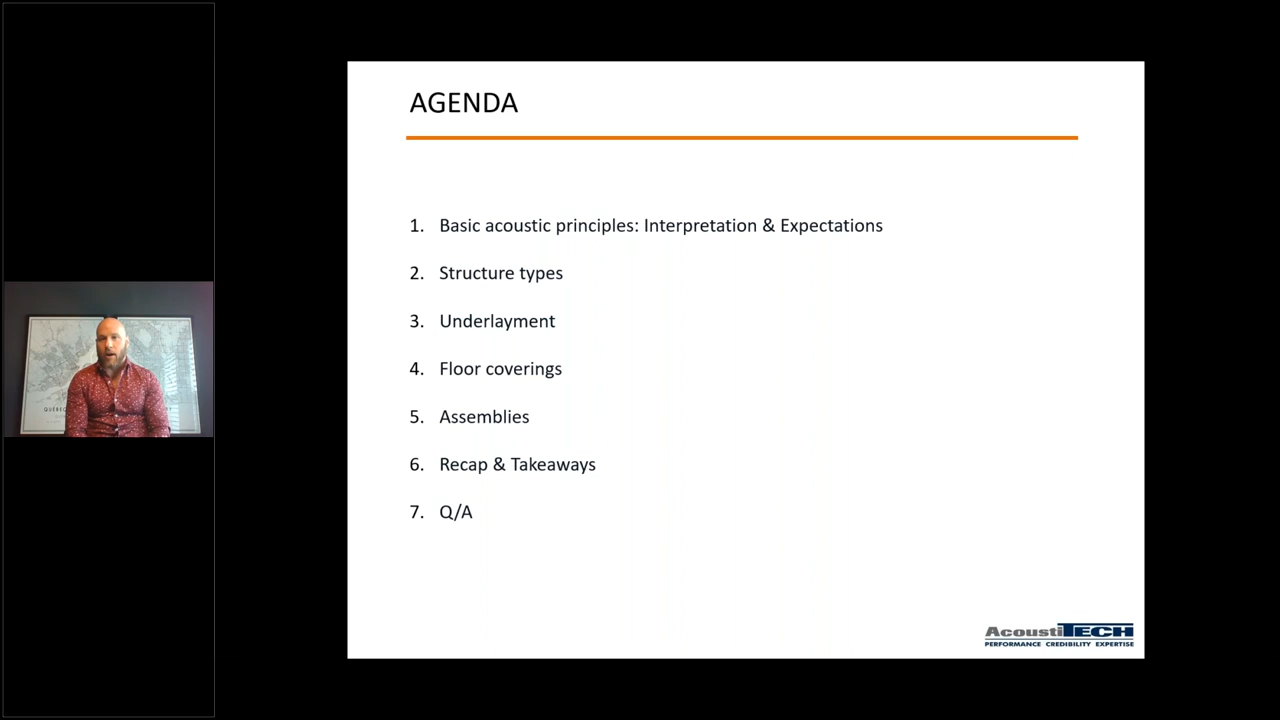 AGENDA
1. Basic acoustic principles: Interpretation & Expectations
2. Structure types
3. Underlayment
4. Floor coverings
5. Assemblies
6. Recap & Takeaways
7. Q/A
AcoustiTECH
PERFORMANCE CREDIBILITY EXPERTISE